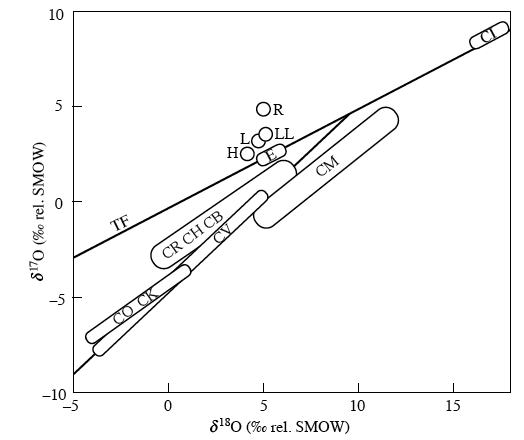 10
5
0
−5
−10
δ17O (‰ rel. SMOW)
CI
R
LL
L
H
E
TF
CM
CR CH CB
CV
CO CK
−5
0
5
10
15
δ18O (‰ rel. SMOW)